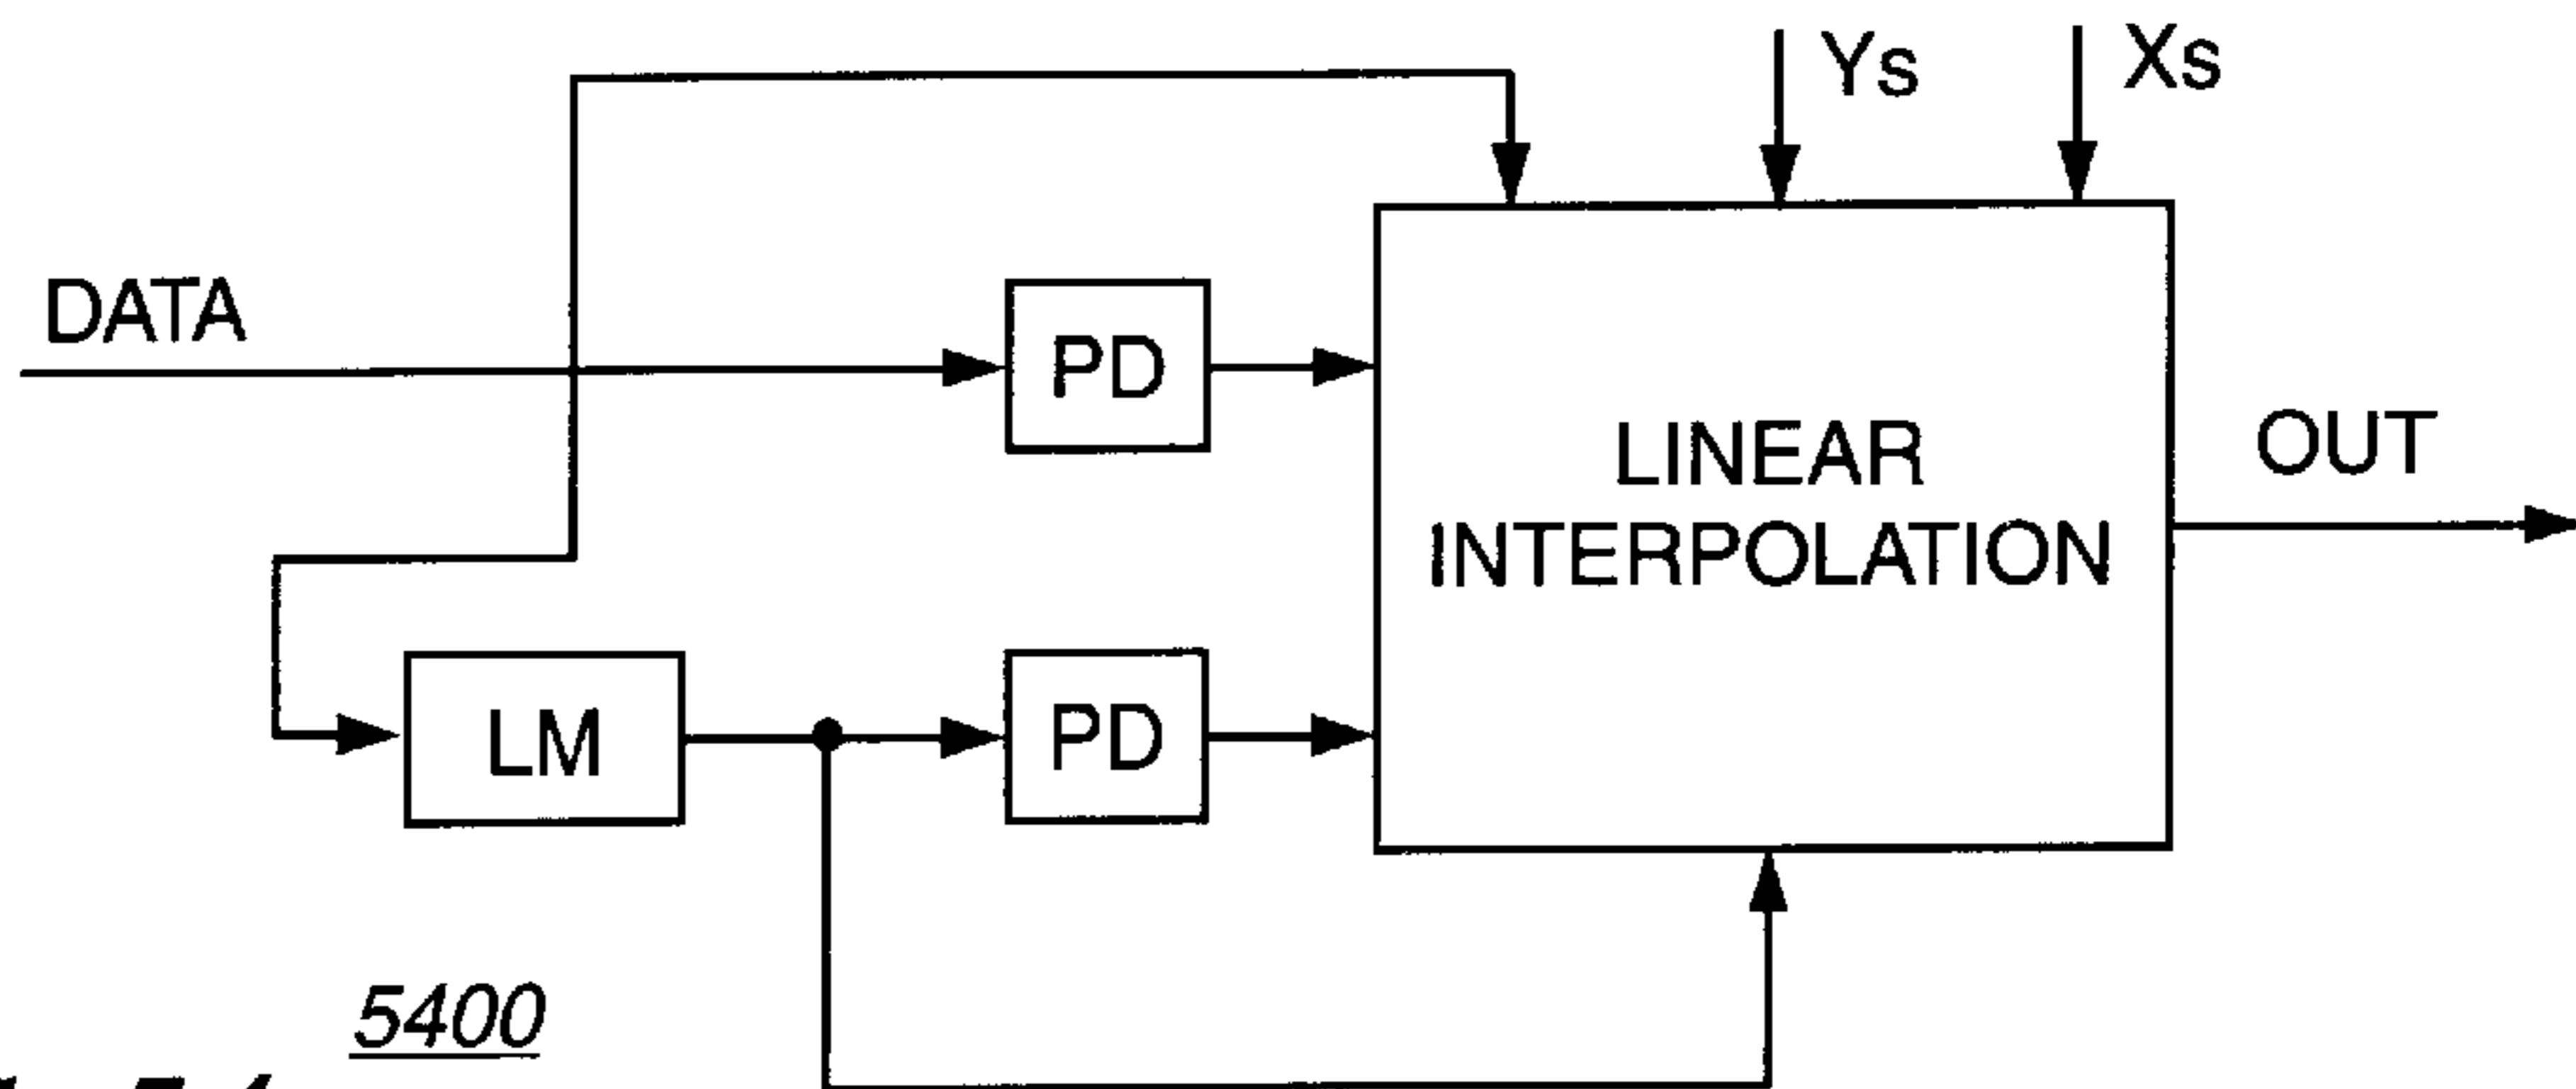 Ys
Xs
DATA
PD
LINEAR
INTERPOLATION
OUT
LM
PD
5400